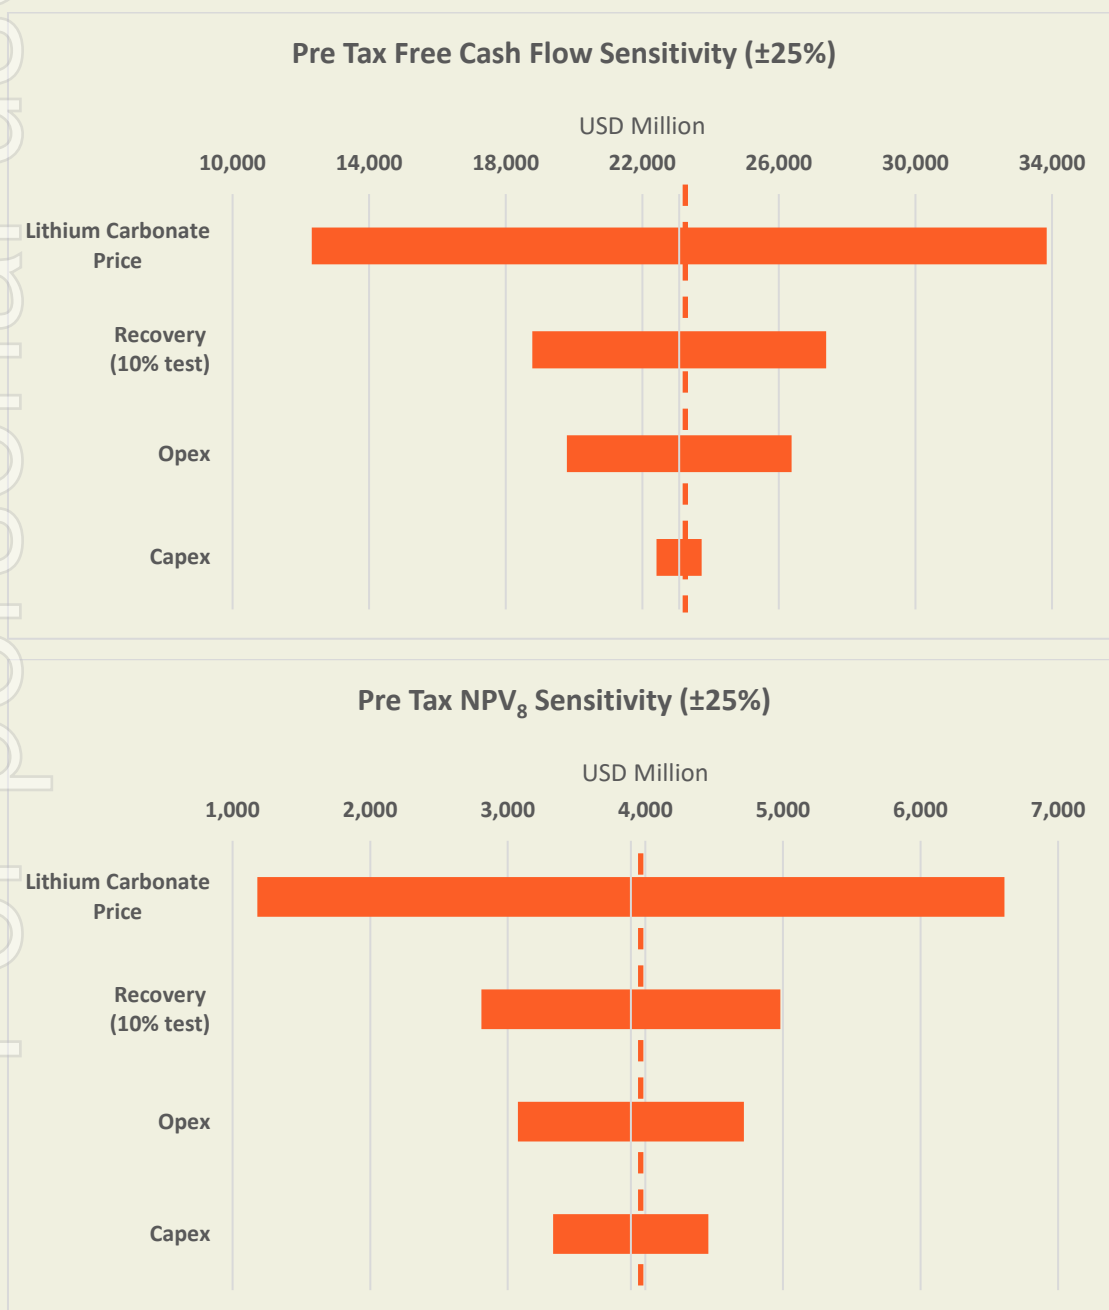 Pre Tax Free Cash Flow Sensitivity (±25%)
USD Million
10,000 14,000 18,000 22,000 26,000 30,000 34,000
Lithium Carbonate
Price
Recovery
(10% test)
Opex
Capex
Pre Tax NPV8 Sensitivity (±25%)
USD Million
1,000 2,000 3,000 4,000 5,000 6,000 7,000
Lithium Carbonate
Price
Recovery
(10% test)
Opex
Capex